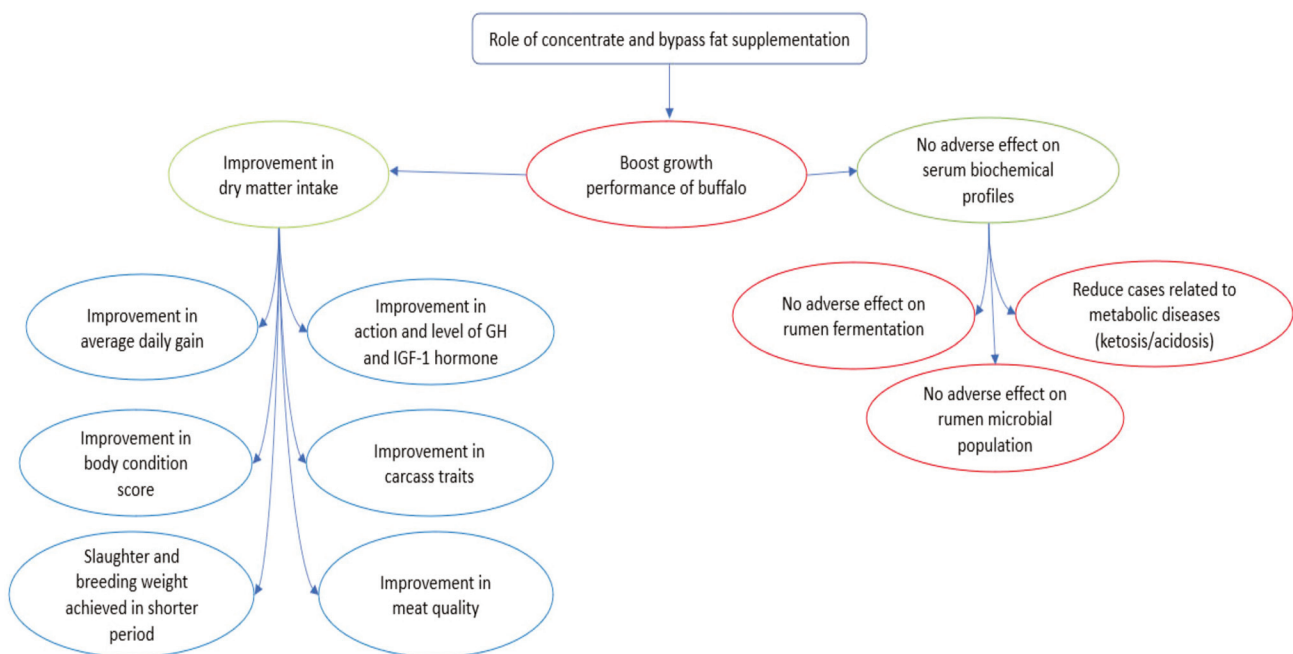 Role of concentrate and bypass fat supplementation
Improvement in
dry matter intake
Boost growth
performance of buffalo
No adverse effect on
serum biochemical
profiles
Improvement in
average daily gain
Improvement in
action and level of GH
and IGF-1 hormone
No adverse effect on
rumen fermentation
Reduce cases related to
metabolic diseases
(ketosis/acidosis)
No adverse effect on
rumen microbial
population
Improvement in
body condition
score
Improvement in
carcass traits
Slaughter and
breeding weight
achieved in shorter
period
Improvement in
meat quality